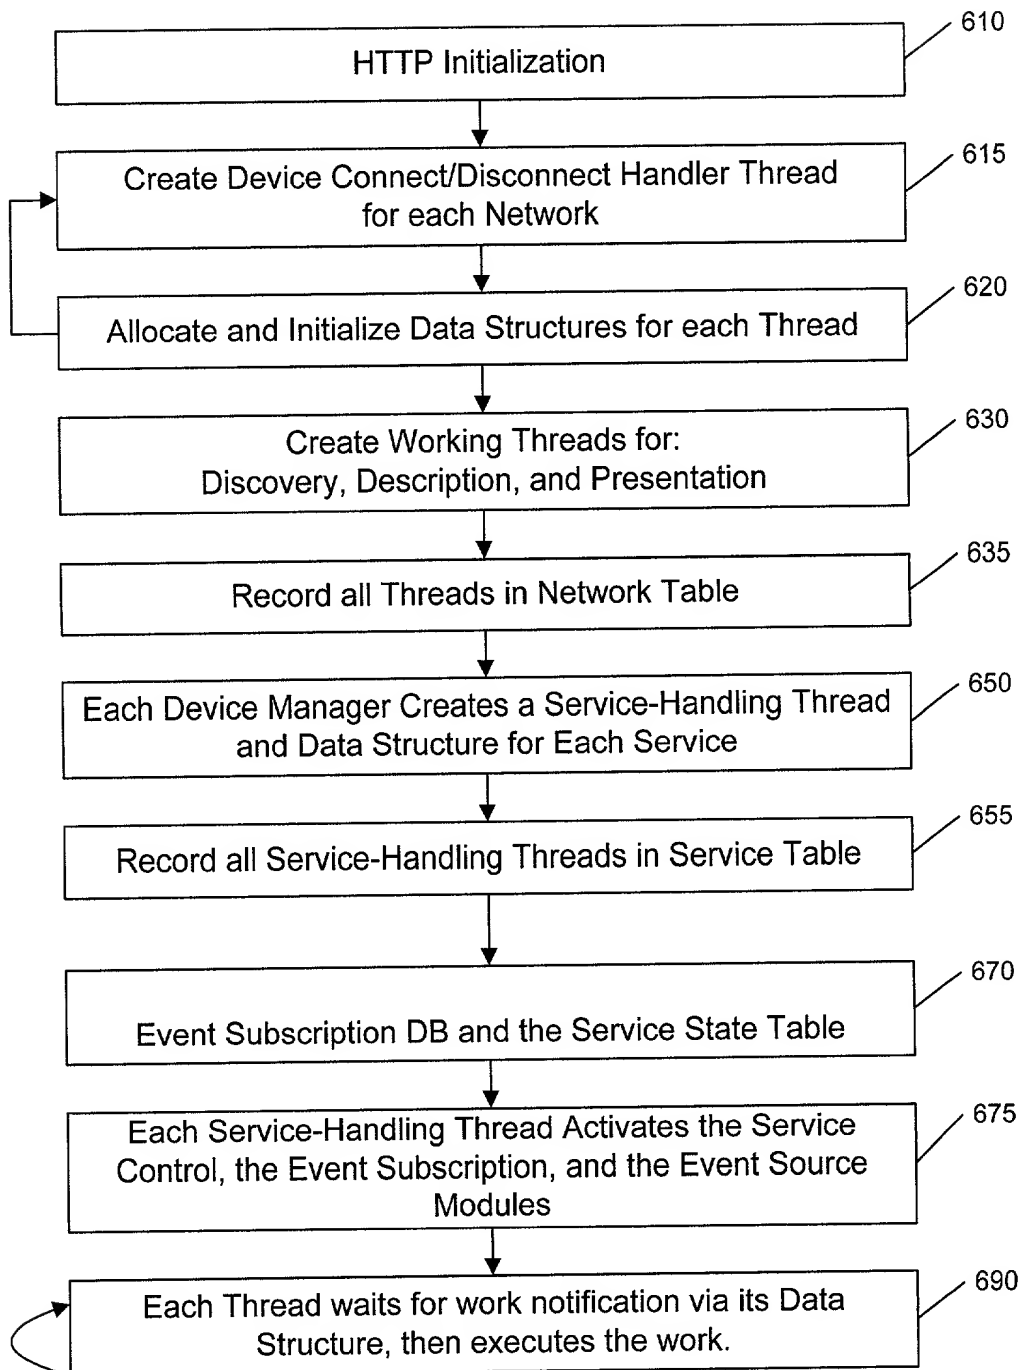 610
HTTP Initialization
615
Create Device Connect/Disconnect Handler Thread
for each Network
620
Allocate and Initialize Data Structures for each Thread
630
Create Working Threads for:
Discovery, Description, and Presentation
635
Record all Threads in Network Table
650
Each Device Manager Creates a Service-Handling Thread
and Data Structure for Each Service
655
Record all Service-Handling Threads in Service Table
670
Event Subscription DB and the Service State Table
675
Each Service-Handling Thread Activates the Service
Control, the Event Subscription, and the Event Source
Modules
690
Each Thread waits for work notification via its Data
Structure, then executes the work.